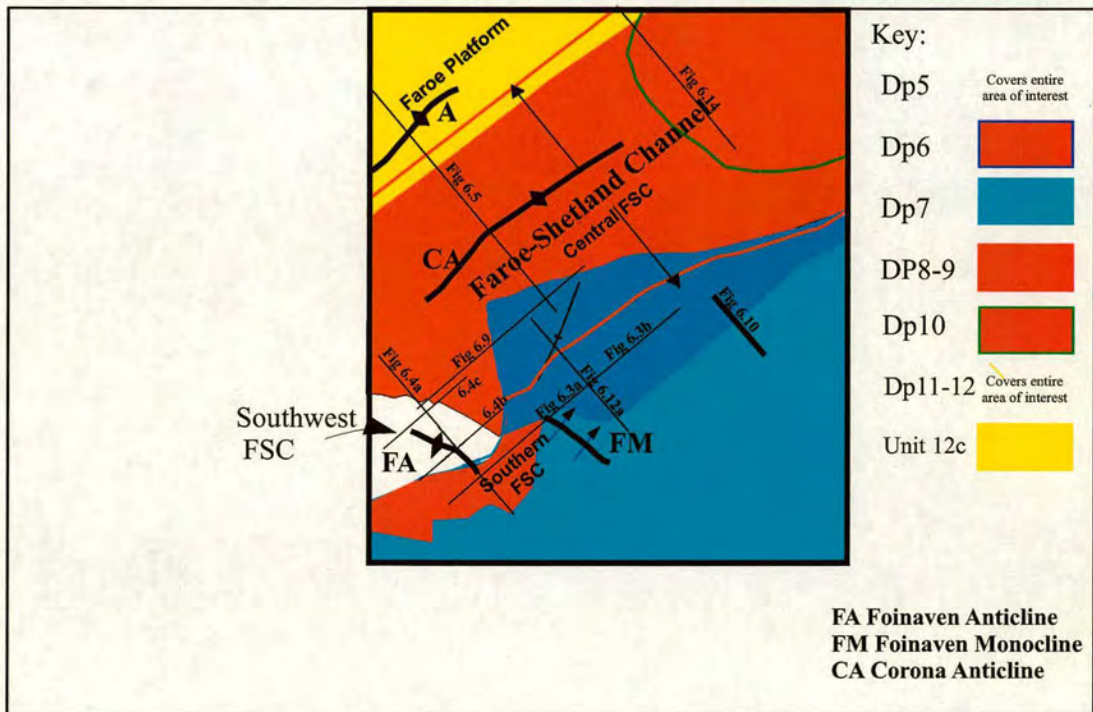 Faroe Platform
A
Fig 6.14
Fig 6.5
Faroe-Shetland Channel
Central FSC
CA
Fig 6.10
Fig 6.9
Fig 6.3b
Fig 6.4a
6.4c
6.4b
Fig 6.3a
Fig 6.12a
Southwest
FSC
FA
Southern
FSC
FM
Key:
Dp5
Covers entire
area of interest
Dp6
Dp7
DP8-9
Dp10
Dp11-12
Covers entire
area of interest
Unit 12c
FA Foinaven Anticline
FM Foinaven Monocline
CA Corona Anticline